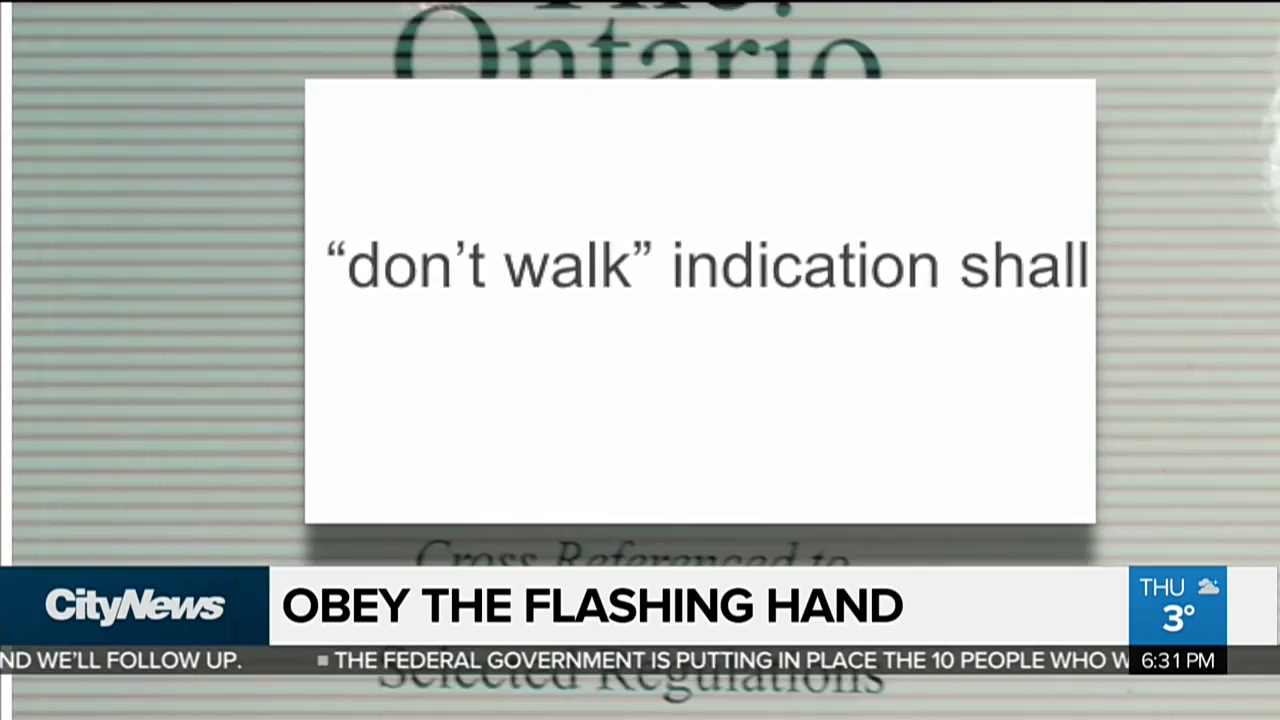 The
Ontario
“don’t walk” indication shall
Cross Referenced to
CityNews
OBEY THE FLASHING HAND
THU
3°
ND WE'LL FOLLOW UP.
■ THE FEDERAL GOVERNMENT IS PUTTING IN PLACE THE 10 PEOPLE WHO W
6:31 PM
Selected Regulations